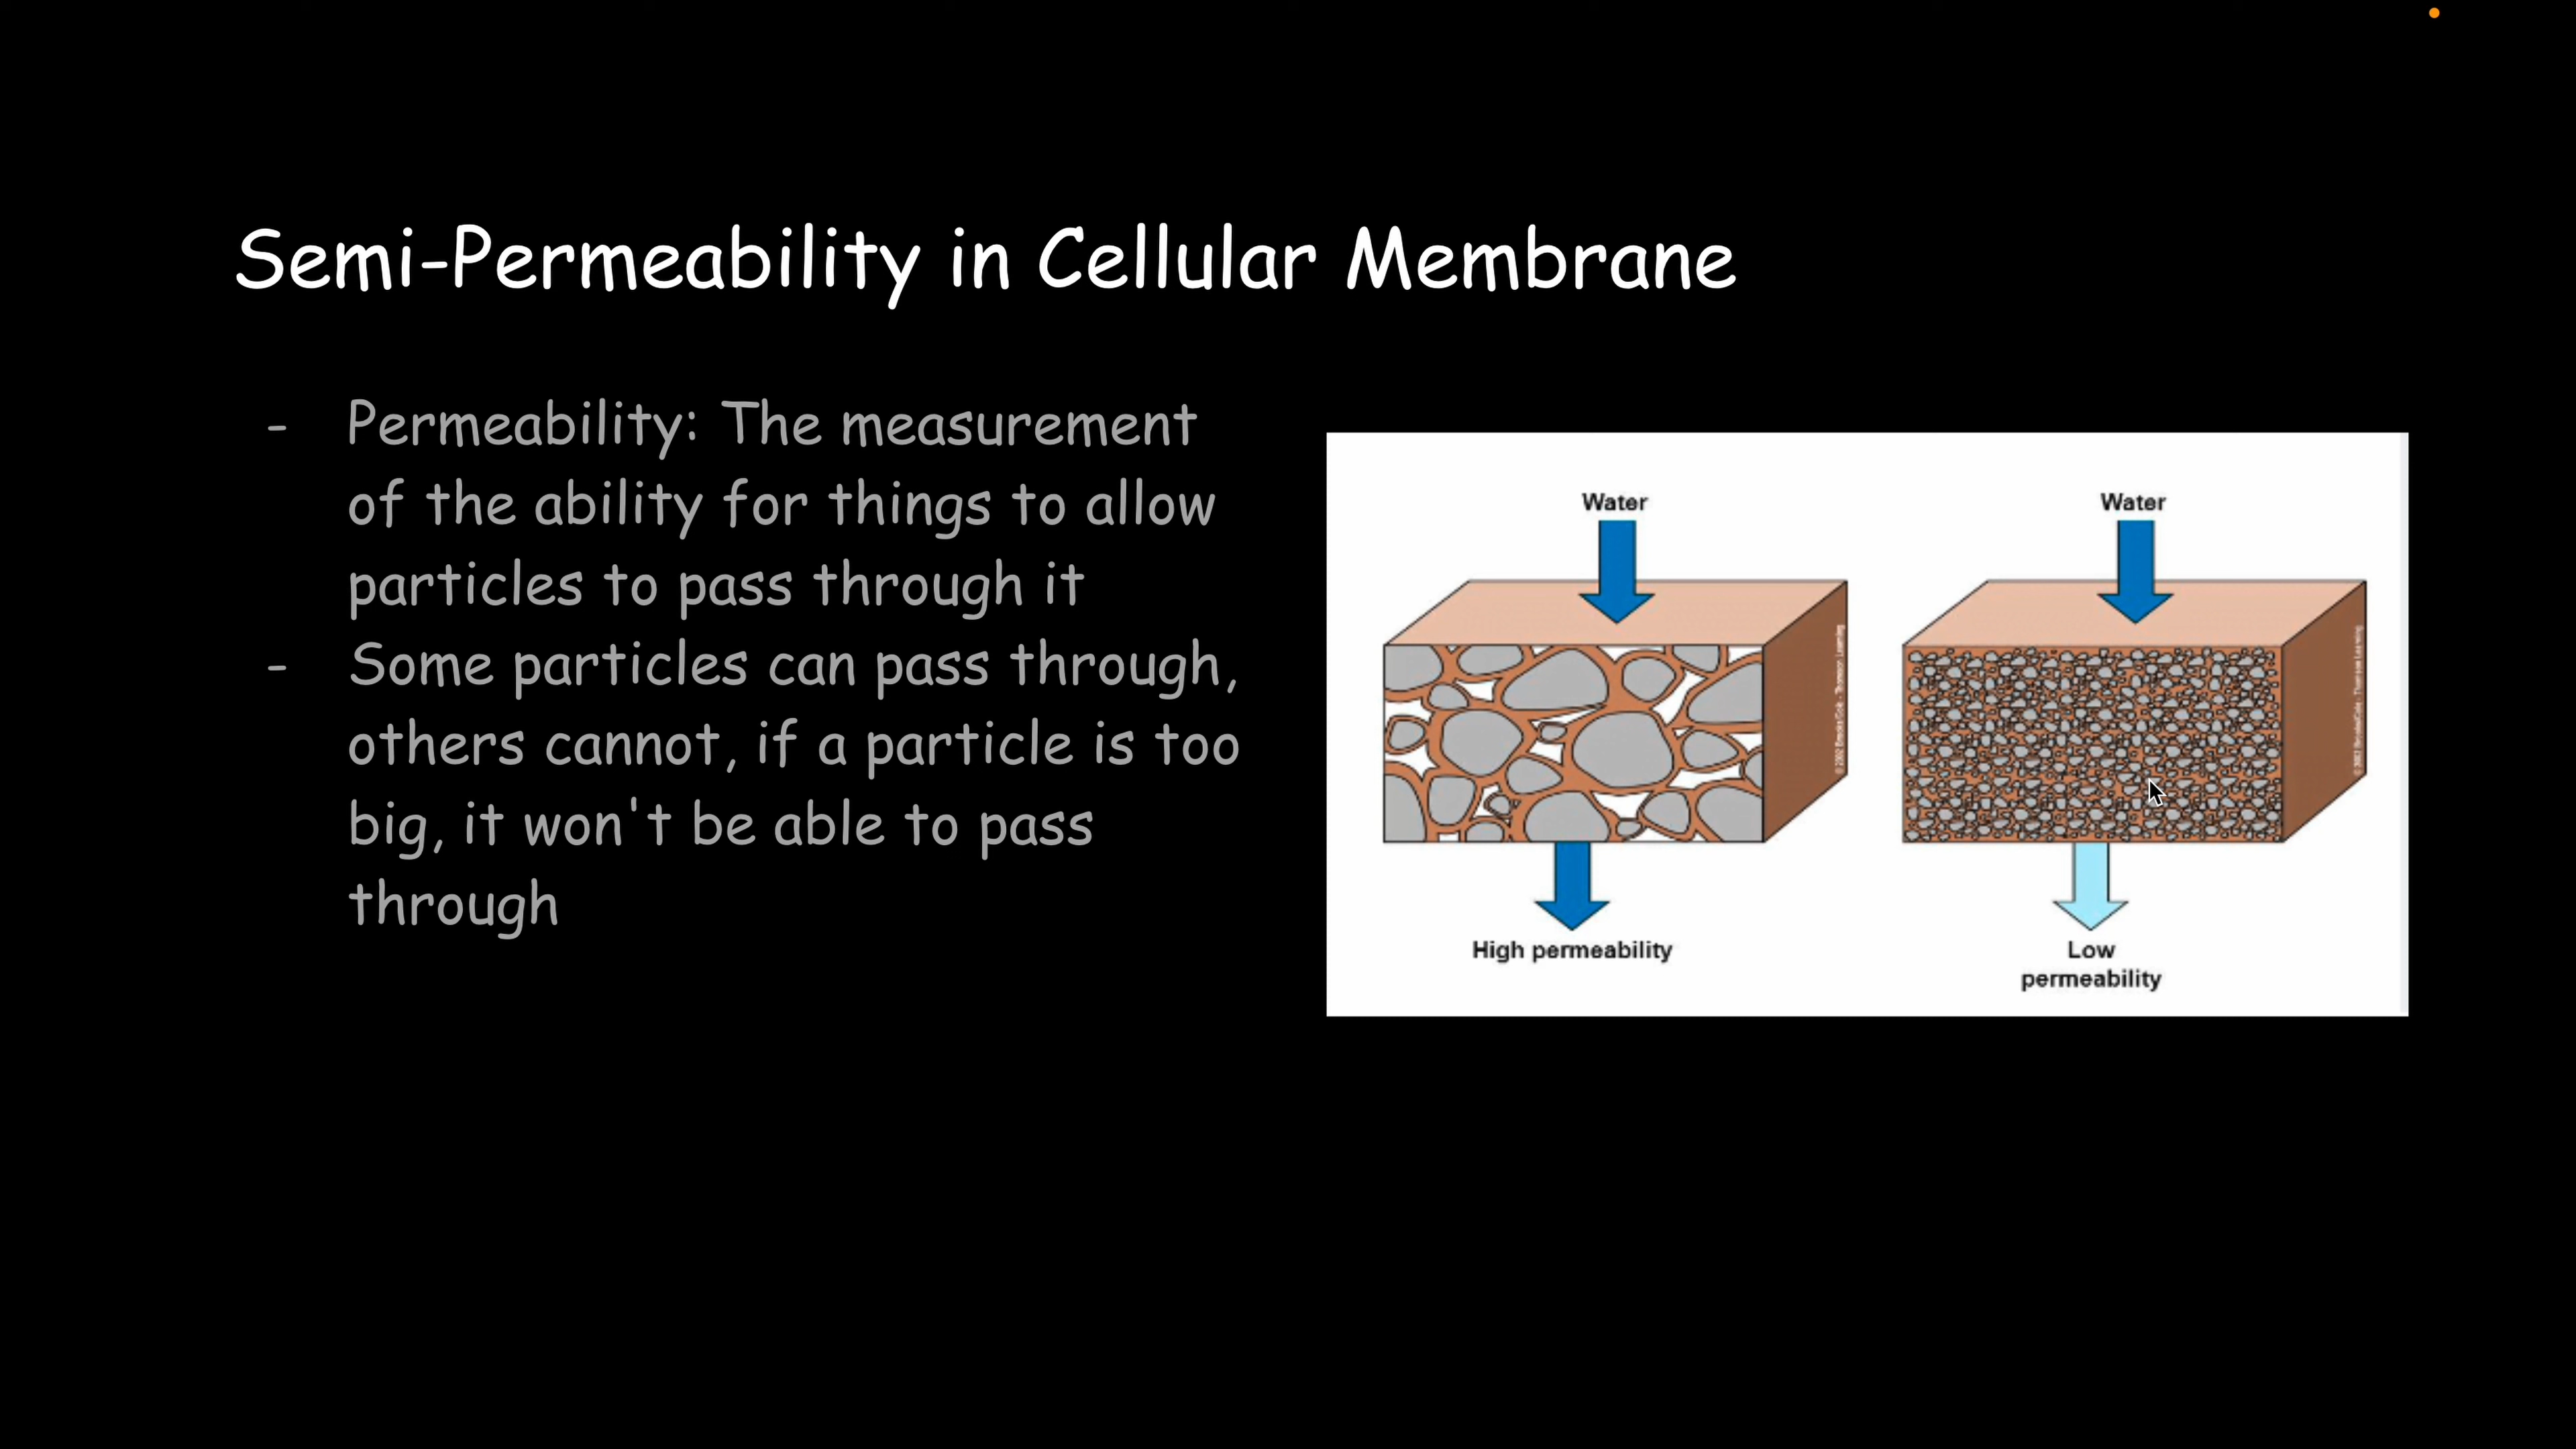 Semi-Permeability in Cellular Membrane
- Permeability: The measurement
of the ability for things to allow
particles to pass through it
- Some particles can pass through,
others cannot, if a particle is too
big, it won't be able to pass
through
Water
Water
High permeability
Low
permeability